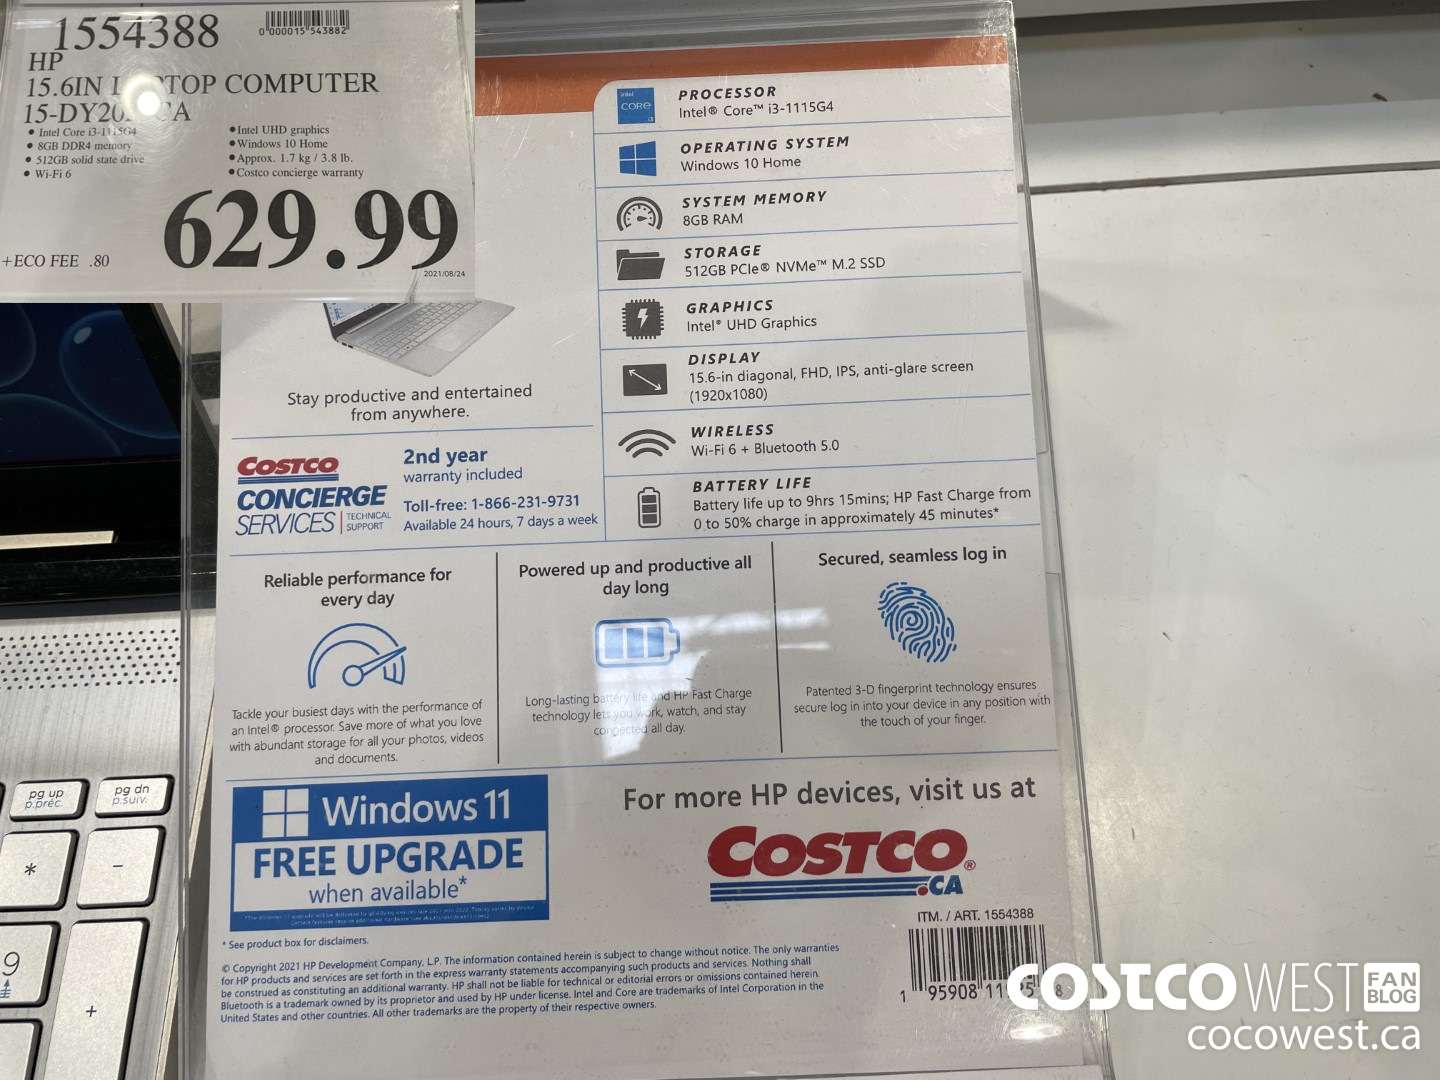 1554388
0"000015"543882"
HP
15.6IN TOP COMPUTER
15-DY20 CA
• Intel Core i3-1115G4
• 8GB DDR4 memory
• 512GB solid state drive
• Wi-Fi 6
• Intel UHD graphics
• Windows 10 Home
• Approx. 1.7 kg / 3.8 lb.
• Costco concierge warranty
629.99
+ECO FEE .80
2021/08/24
intel
CORE
i3
PROCESSOR
Intel® Core™ i3-1115G4
OPERATING SYSTEM
Windows 10 Home
SYSTEM MEMORY
8GB RAM
STORAGE
512GB PCIe® NVMe™ M.2 SSD
GRAPHICS
Intel® UHD Graphics
DISPLAY
15.6-in diagonal, FHD, IPS, anti-glare screen
(1920x1080)
WIRELESS
Wi-Fi 6 + Bluetooth 5.0
BATTERY LIFE
Battery life up to 9hrs 15mins; HP Fast Charge from
0 to 50% charge in approximately 45 minutes*
Stay productive and entertained
from anywhere.
COSTCO
CONCIERGE
SERVICES | TECHNICAL SUPPORT
2nd year
warranty included
Toll-free: 1-866-231-9731
Available 24 hours, 7 days a week
Reliable performance for
every day
Tackle your busiest days with the performance of
an Intel® processor. Save more of what you love
with abundant storage for all your photos, videos
and documents.
Powered up and productive all
day long
Long-lasting battery life and HP Fast Charge
technology lets you work, watch, and stay
connected all day.
Secured, seamless log in
Patented 3-D fingerprint technology ensures
secure log in into your device in any position with
the touch of your finger.
Windows 11
FREE UPGRADE
when available*
For more HP devices, visit us at
COSTCO®
.CA
* See product box for disclaimers.
© Copyright 2021 HP Development Company, L.P. The information contained herein is subject to change without notice. The only warranties
for HP products and services are set forth in the express warranty statements accompanying such products and services. Nothing shall
be construed as constituting an additional warranty. HP shall not be liable for technical or editorial errors or omissions contained herein.
Bluetooth is a trademark owned by its proprietor and used by HP under license. Intel and Core are trademarks of Intel Corporation in the
United States and other countries. All other trademarks are the property of their respective owners.
ITM. / ART. 1554388
1 95908 11 5 8
pg up
p.préc.
pg dn
p.suiv.
*
-
9
+
COSTCO WEST FAN BLOG
cocowest.ca